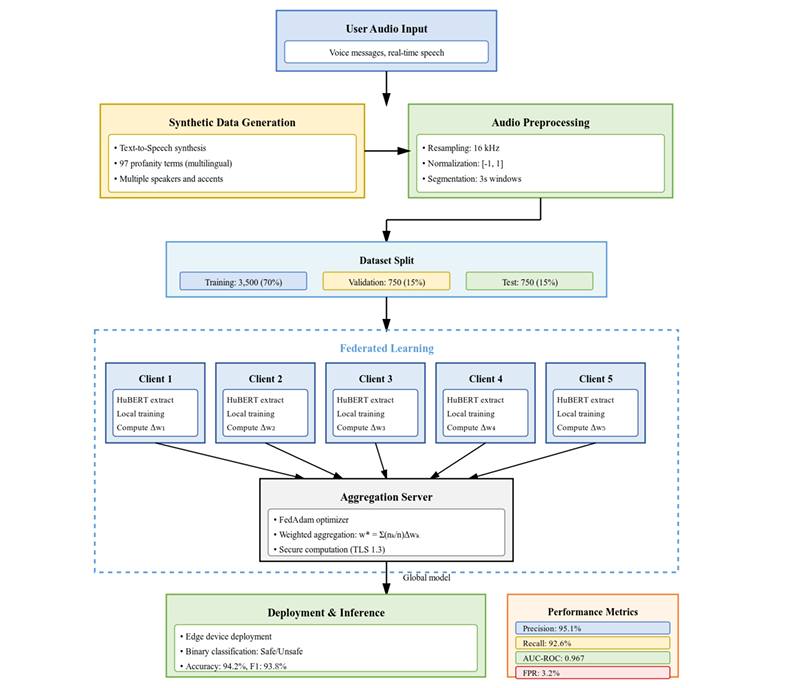 User Audio Input
Voice messages, real-time speech
Synthetic Data Generation
• Text-to-Speech synthesis
• 97 profanity terms (multilingual)
• Multiple speakers and accents
Audio Preprocessing
• Resampling: 16 kHz
• Normalization: [-1, 1]
• Segmentation: 3s windows
Dataset Split
Training: 3,500 (70%)
Validation: 750 (15%)
Test: 750 (15%)
Federated Learning
Client 1
HuBERT extract
Local training
Compute Δw₁
Client 2
HuBERT extract
Local training
Compute Δw₂
Client 3
HuBERT extract
Local training
Compute Δw₃
Client 4
HuBERT extract
Local training
Compute Δw₄
Client 5
HuBERT extract
Local training
Compute Δw₅
Aggregation Server
• FedAdam optimizer
• Weighted aggregation: w* = Σ(nₖ/n)Δwₖ
• Secure computation (TLS 1.3)
Global model
Deployment & Inference
• Edge device deployment
• Binary classification: Safe/Unsafe
• Accuracy: 94.2%, F1: 93.8%
Performance Metrics
Precision: 95.1%
Recall: 92.6%
AUC-ROC: 0.967
FPR: 3.2%